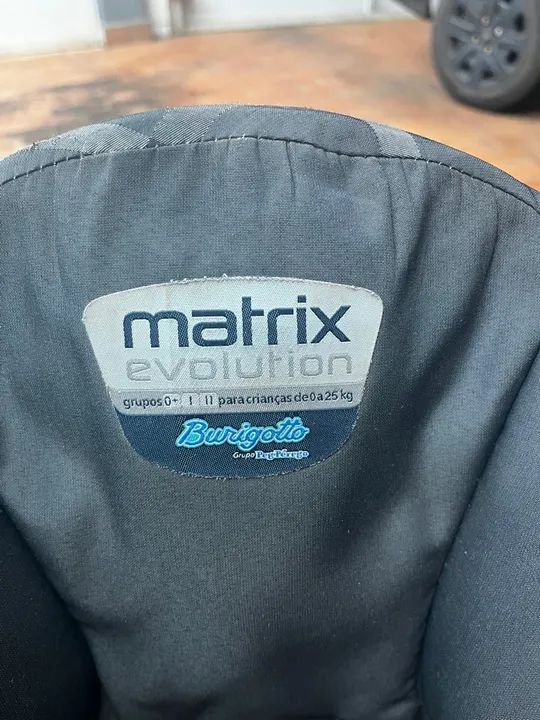 matrix
evolution
grupos 0+ I II para crianças de 0 a 25 kg
Burigotto
Grupo Peg-Pérego